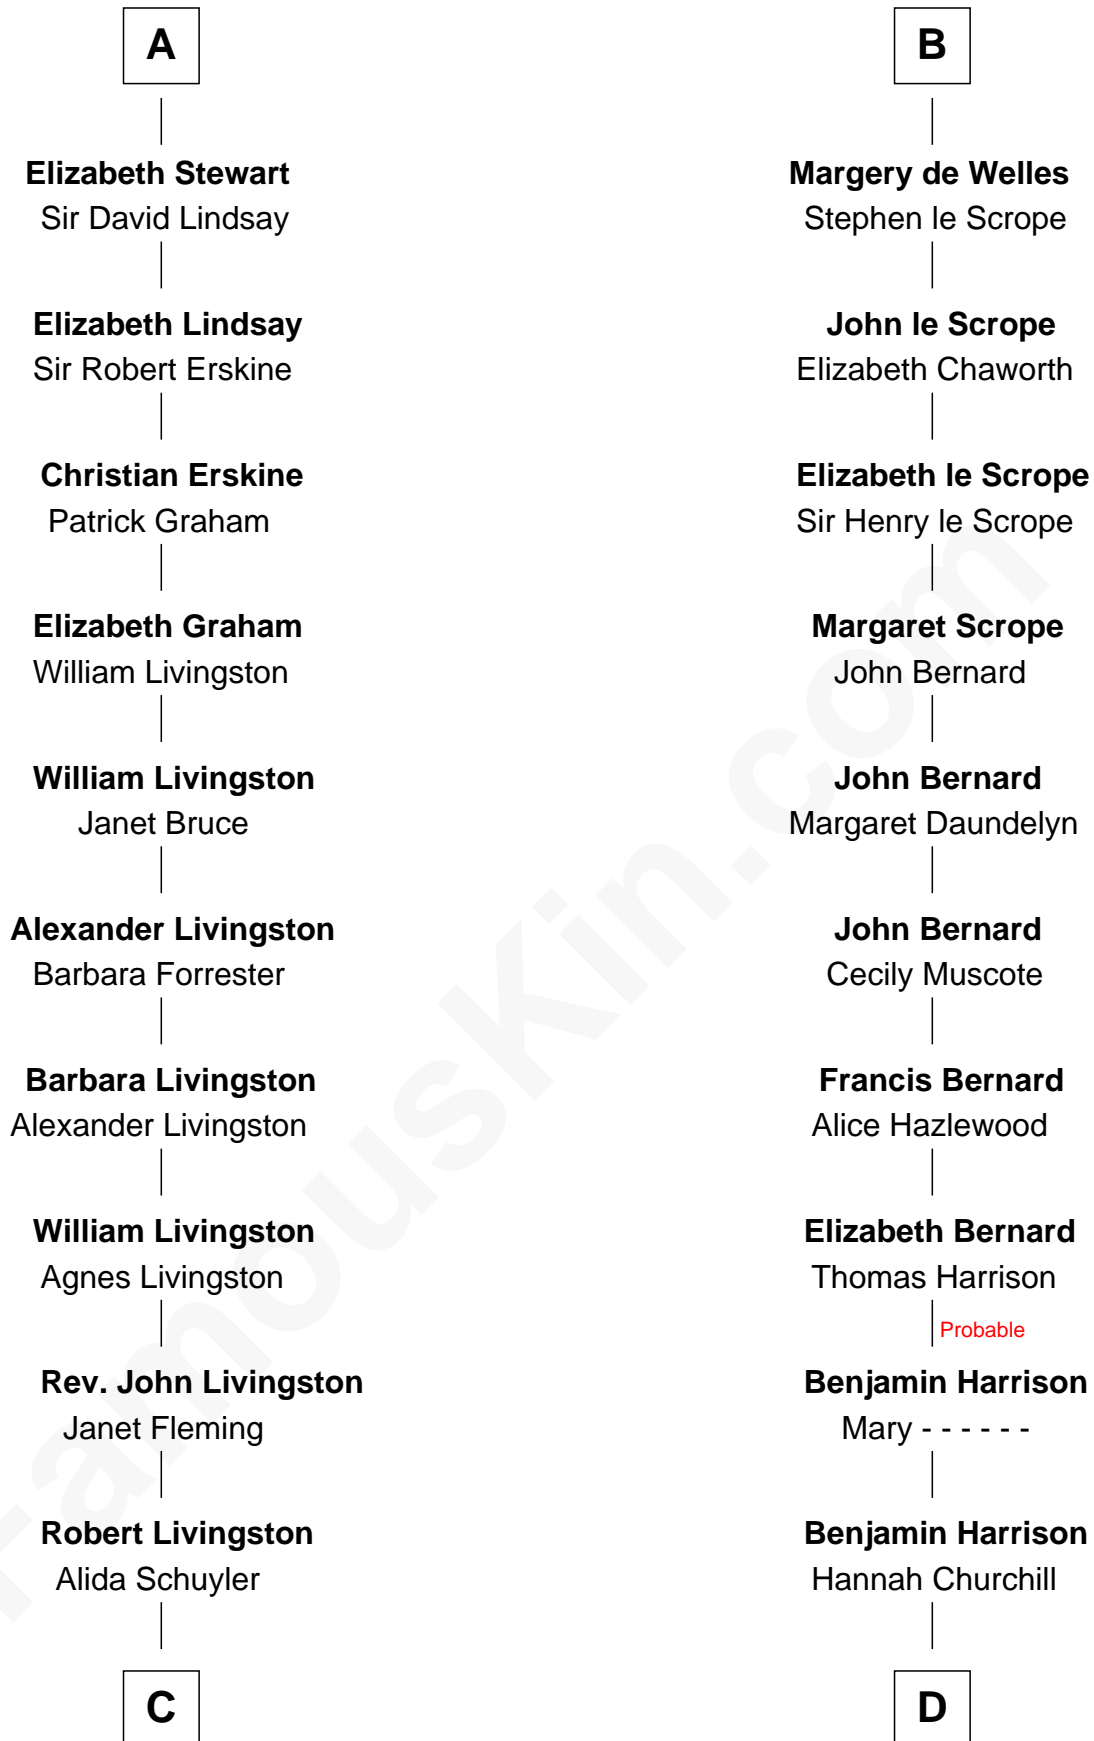 A
Elizabeth Stewart
Sir David Lindsay
Elizabeth Lindsay
Sir Robert Erskine
Christian Erskine
Patrick Graham
Elizabeth Graham
William Livingston
William Livingston
Janet Bruce
Alexander Livingston
Barbara Forrester
Barbara Livingston
Alexander Livingston
William Livingston
Agnes Livingston
Rev. John Livingston
Janet Fleming
Robert Livingston
Alida Schuyler
C
B
Margery de Welles
Stephen le Scrope
John le Scrope
Elizabeth Chaworth
Elizabeth le Scrope
Sir Henry le Scrope
Margaret Scrope
John Bernard
John Bernard
Margaret Daundelyn
John Bernard
Cecily Muscote
Francis Bernard
Alice Hazlewood
Elizabeth Bernard
Thomas Harrison
Probable
Benjamin Harrison
Mary - - - - - -
Benjamin Harrison
Hannah Churchill
D
FamousKin.com